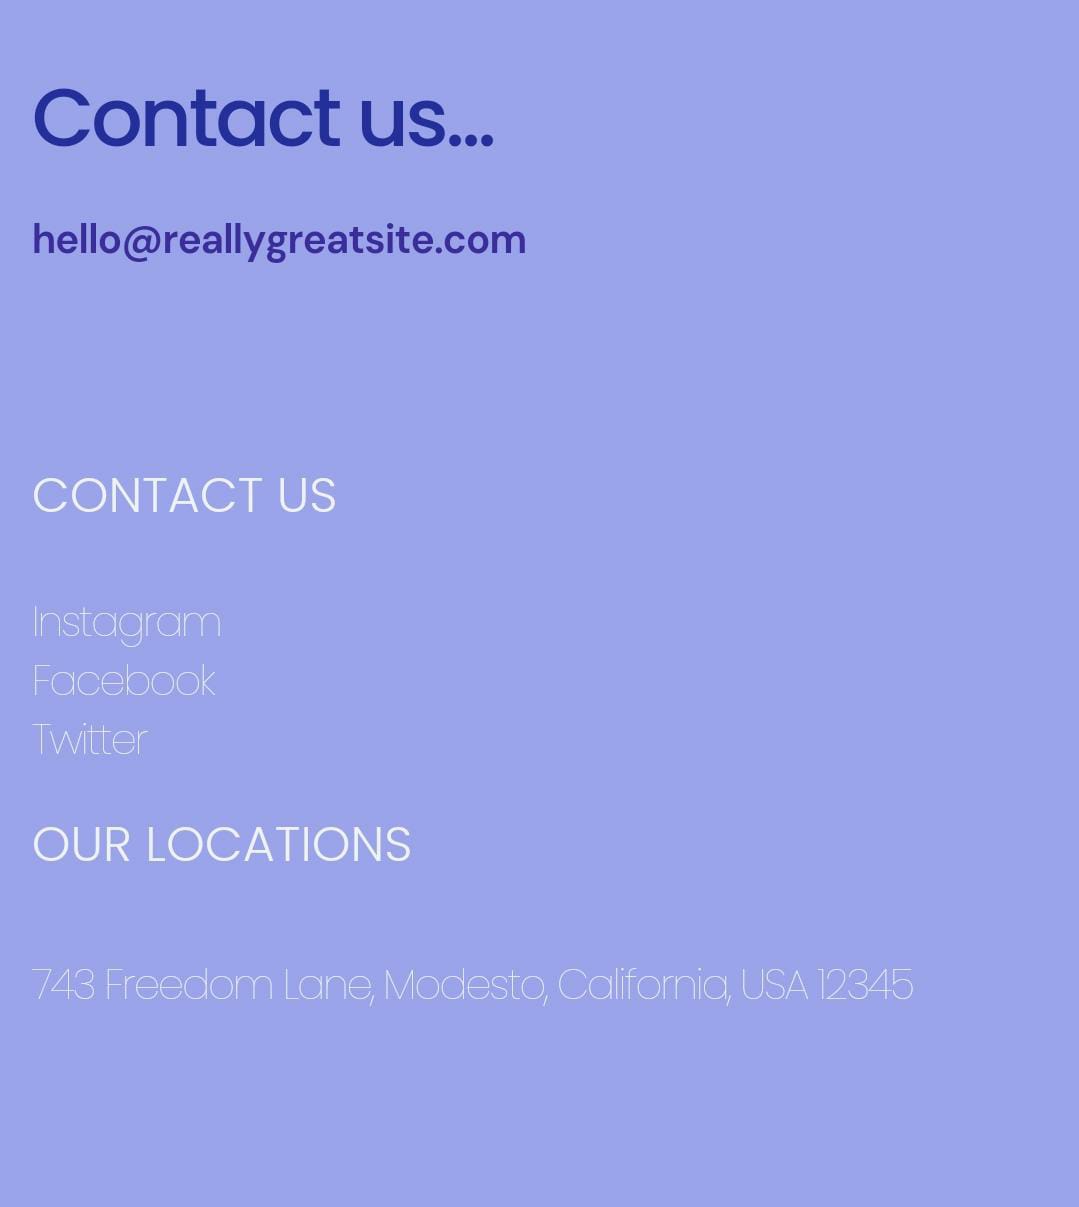 Contact us...
hello@reallygreatsite.com
CONTACT US
Instagram
Facebook
Twitter
OUR LOCATIONS
743 Freedom Lane, Modesto, California, USA 12345